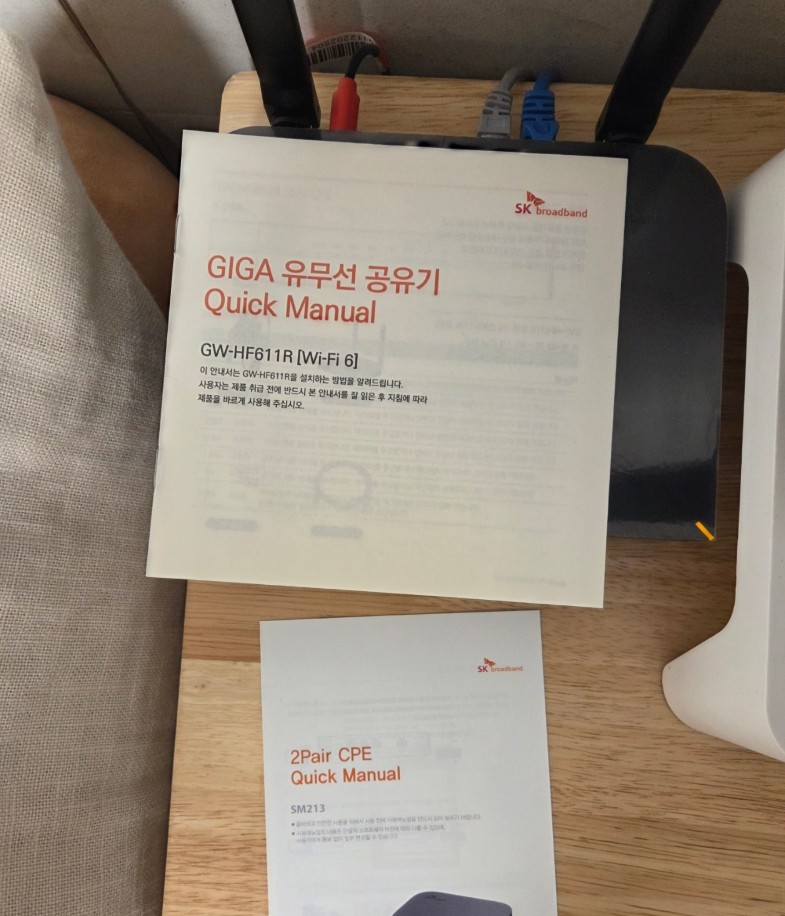 SK broadband
GIGA 유무선 공유기
Quick Manual
GW-HF611R [Wi-Fi 6]
이 안내서는 GW-HF611R을 설치하는 방법을 알려드립니다.
사용자는 제품 취급 전에 반드시 본 안내서를 잘 읽은 후 지침에 따라
제품을 바르게 사용해 주십시오.
SK broadband
2Pair CPE
Quick Manual
SM213